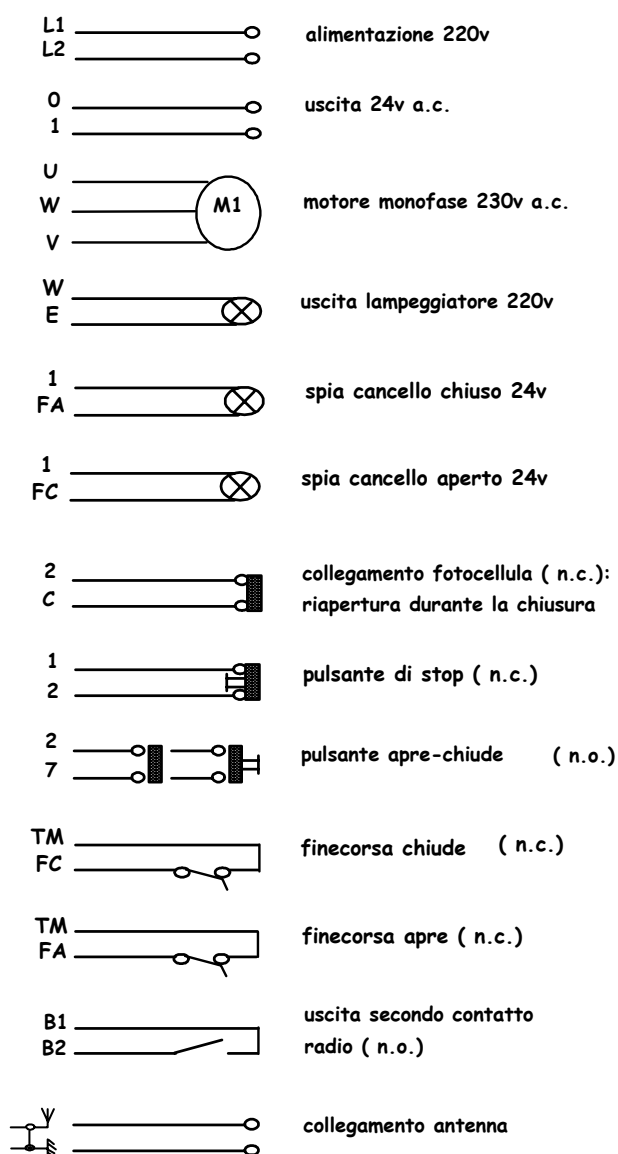 L1 alimentazione 220v
L2
0 uscita 24v a.c.
1
U
W M1 motore monofase 230v a.c.
V
W uscita lampeggiatore 220v
E
1 spia cancello chiuso 24v
FA
1 spia cancello aperto 24v
FC
2 collegamento fotocellula ( n.c.):
C riapertura durante la chiusura
1 pulsante di stop ( n.c.)
2
2 pulsante apre-chiude ( n.o.)
7
TM finecorsa chiude ( n.c.)
FC
TM finecorsa apre ( n.c.)
FA
B1 uscita secondo contatto
B2 radio ( n.o.)
collegamento antenna